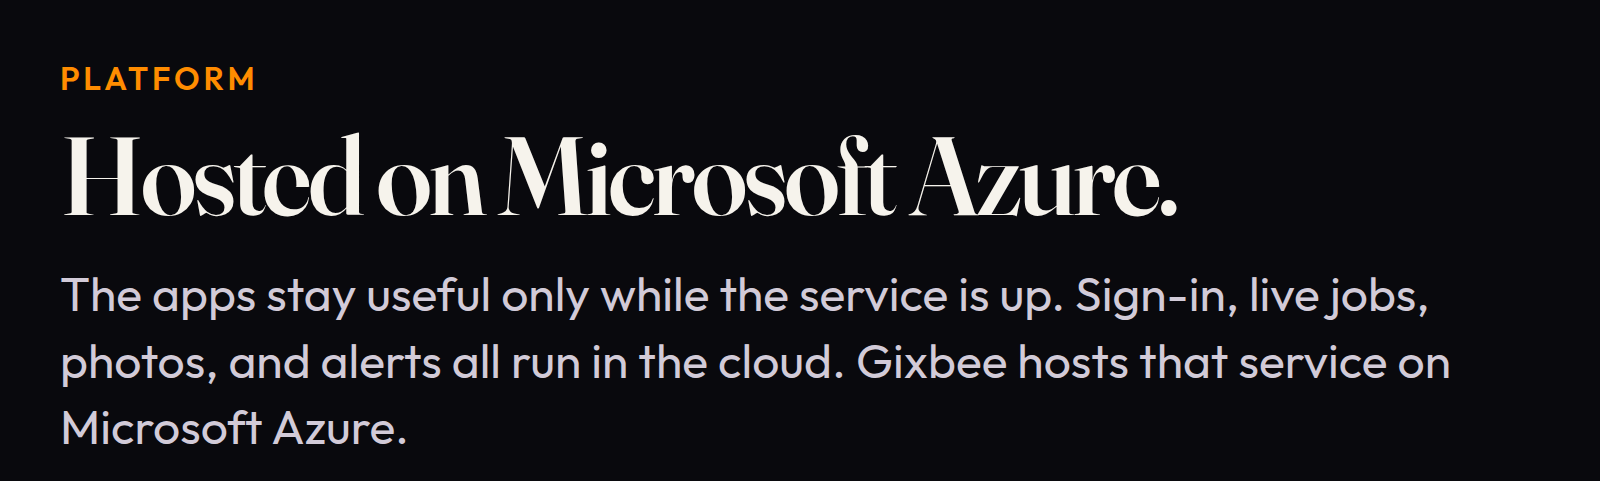 PLATFORM
Hosted on Microsoft Azure.
The apps stay useful only while the service is up. Sign-in, live jobs,
photos, and alerts all run in the cloud. Gixbee hosts that service on
Microsoft Azure.